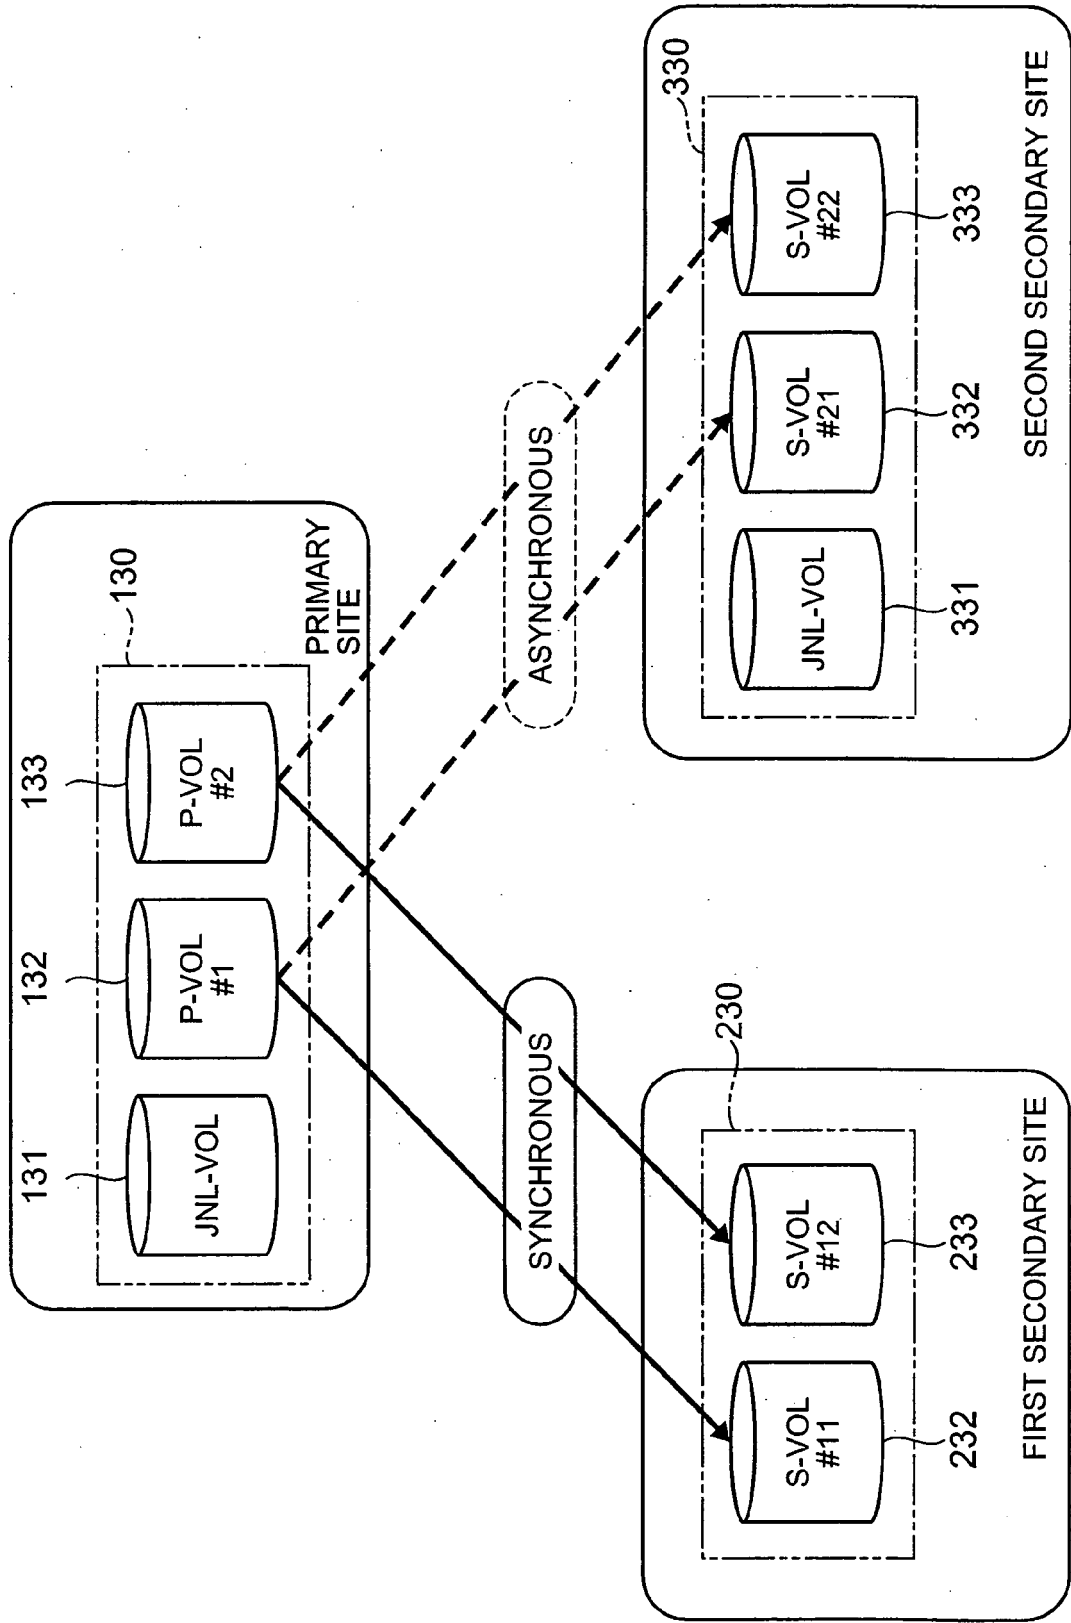 131
132
133
130
JNL-VOL
P-VOL
#1
P-VOL
#2
PRIMARY
SITE
SYNCHRONOUS
ASYNCHRONOUS
230
S-VOL
#11
S-VOL
#12
232
233
FIRST SECONDARY SITE
330
JNL-VOL
S-VOL
#21
S-VOL
#22
331
332
333
SECOND SECONDARY SITE